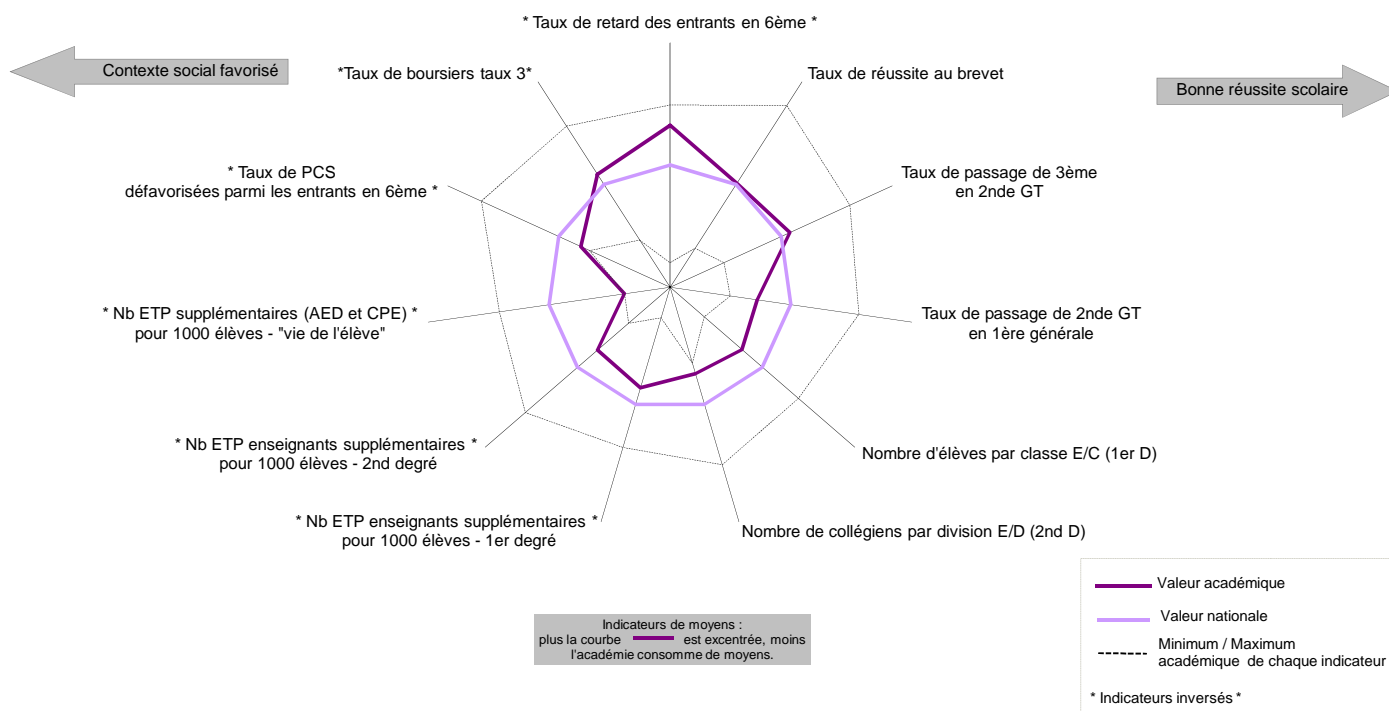 * Taux de retard des entrants en 6ème *
Contexte social favorisé
*Taux de boursiers taux 3*
Taux de réussite au brevet
Bonne réussite scolaire
* Taux de PCS
défavorisées parmi les entrants en 6ème *
Taux de passage de 3ème
en 2nde GT
* Nb ETP supplémentaires (AED et CPE) *
pour 1000 élèves - "vie de l'élève"
Taux de passage de 2nde GT
en 1ère générale
* Nb ETP enseignants supplémentaires *
pour 1000 élèves - 2nd degré
Nombre d'élèves par classe E/C (1er D)
* Nb ETP enseignants supplémentaires *
pour 1000 élèves - 1er degré
Nombre de collégiens par division E/D (2nd D)
Indicateurs de moyens :
plus la courbe est excentrée, moins
l'académie consomme de moyens.
Valeur académique
Valeur nationale
Minimum / Maximum
académique de chaque indicateur
* Indicateurs inversés *